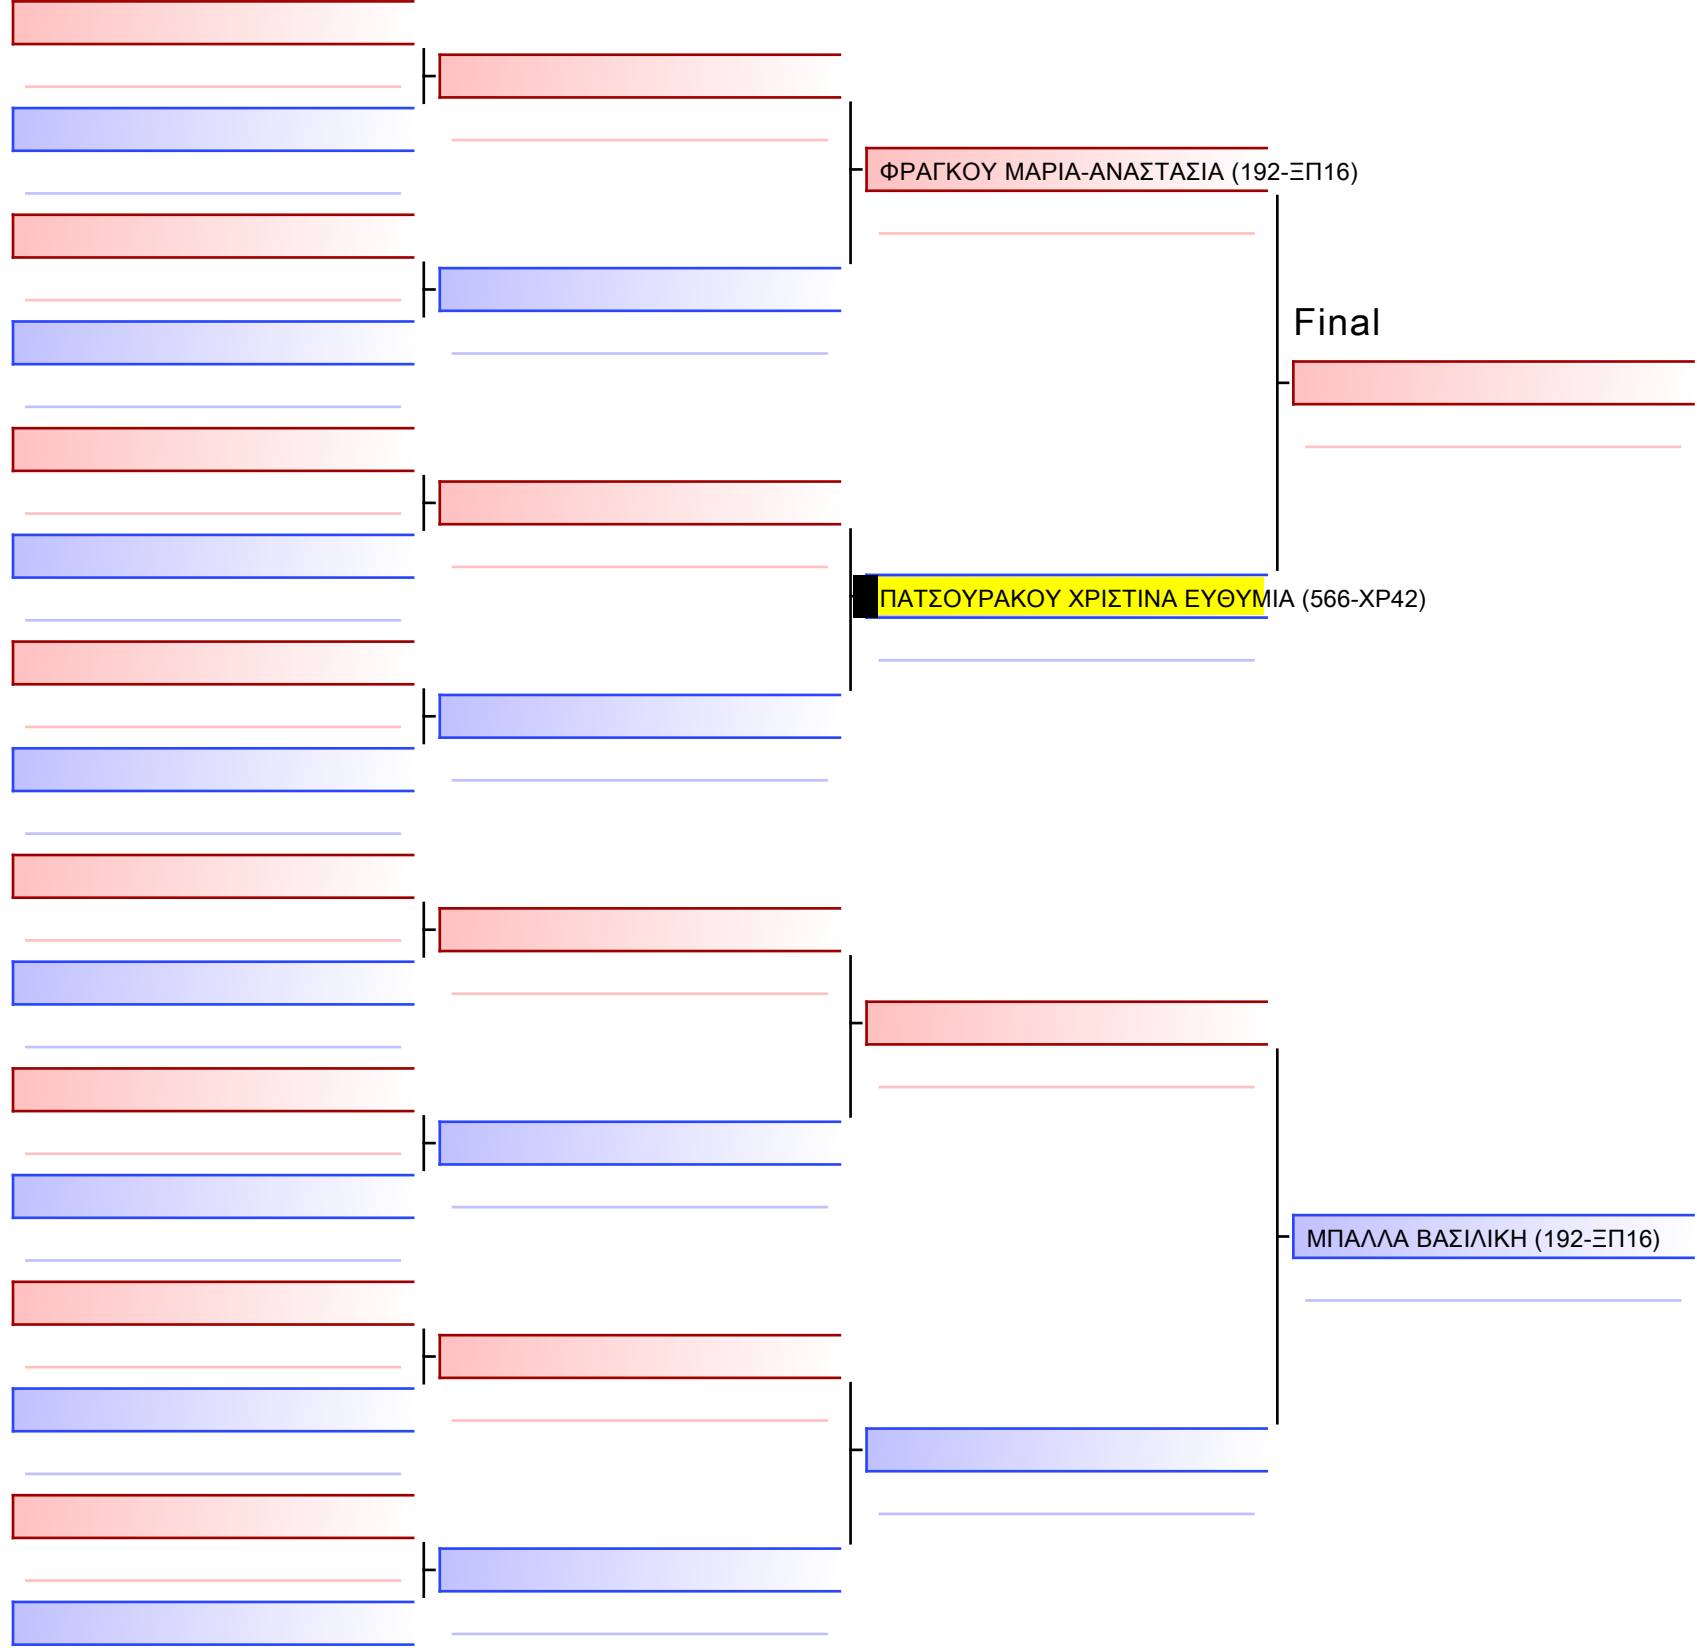 ΦΡΑΓΚΟΥ ΜΑΡΙΑ-ΑΝΑΣΤΑΣΙΑ (192-ΞΠ16)
Final
ΠΑΤΣΟΥΡΑΚΟΥ ΧΡΙΣΤΙΝΑ ΕΥΘΥΜΙΑ (566-ΧΡ42)
ΜΠΑΛΛΑ ΒΑΣΙΛΙΚΗ (192-ΞΠ16)